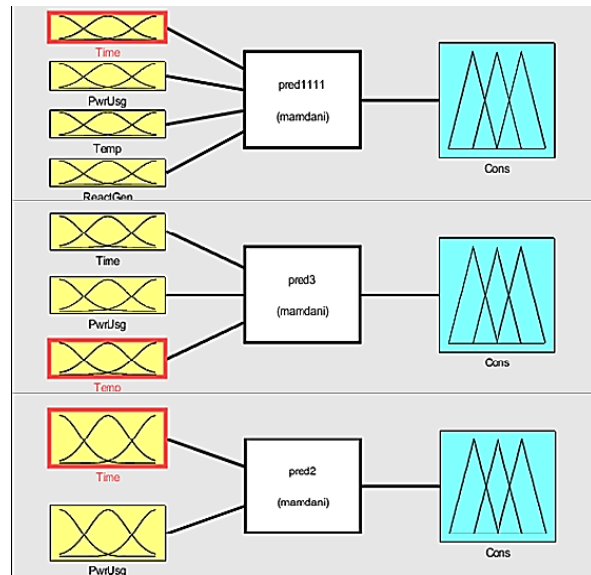 Time
PwrUsg
Temp
ReactGen
pred1111
(mamdani)
Cons
Time
PwrUsg
Temp
pred3
(mamdani)
Cons
Time
PwrUsg
pred2
(mamdani)
Cons